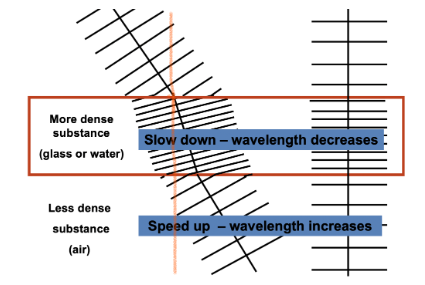 More dense
substance
(glass or water)
Slow down – wavelength decreases
Less dense
substance
(air)
Speed up – wavelength increases